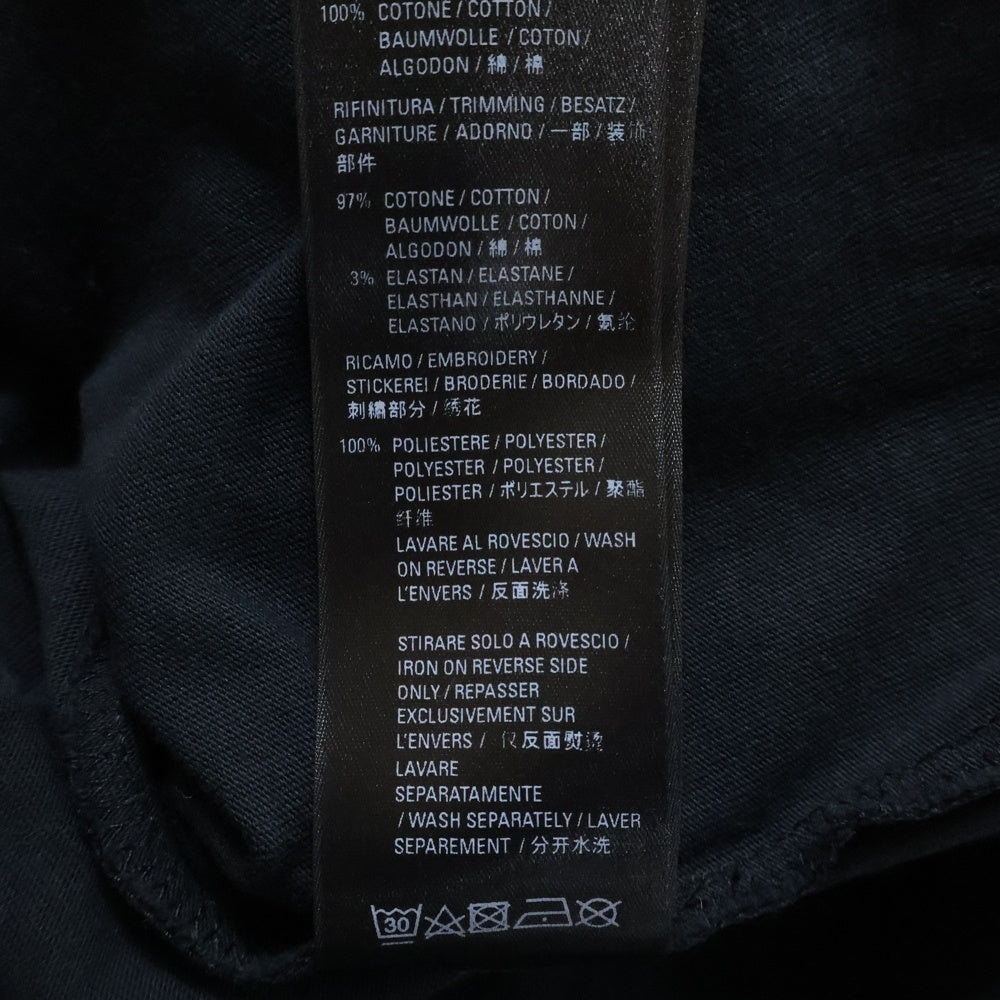 100% COTONE / COTTON /
BAUMWOLLE / COTON /
ALGODON / 綿 / 棉
RIFINITURA / TRIMMING / BESATZ /
GARNITURE / ADORNO / 一部 / 装饰
部件
97% COTONE / COTTON /
BAUMWOLLE / COTON /
ALGODON / 綿 / 棉
3% ELASTAN / ELASTANE /
ELASTHAN / ELASTHANNE /
ELASTANO / ポリウレタン / 氨纶
RICAMO / EMBROIDERY /
STICKEREI / BRODERIE / BORDADO /
刺繍部分 / 绣花
100% POLIESTERE / POLYESTER /
POLYESTER / POLYESTER /
POLIESTER / ポリエステル / 聚酯
纤维
LAVARE AL ROVESCIO / WASH
ON REVERSE / LAVER A
L'ENVERS / 反面洗涤
STIRARE SOLO A ROVESCIO /
IRON ON REVERSE SIDE
ONLY / REPASSER
EXCLUSIVEMENT SUR
L'ENVERS / 仅反面熨烫
LAVARE
SEPARATAMENTE
/ WASH SEPARATELY / LAVER
SEPAREMENT / 分开水洗
30